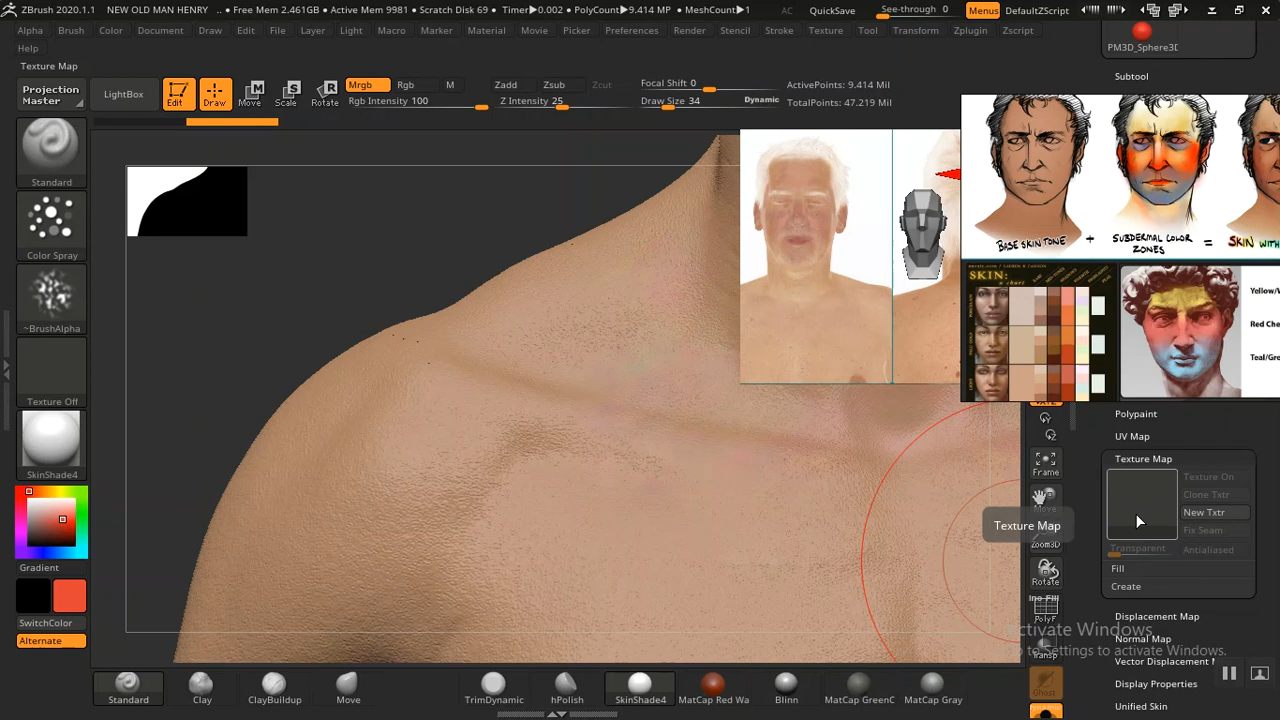 ZBrush 2020.1.1 NEW OLD MAN HENRY .. ● Free Mem 2.461GB ● Active Mem 9981 ● Scratch Disk 69 ● Timer▶0.002 ● PolyCount▶9.414 MP ● MeshCount▶1 AC QuickSave See-through 0 Menus DefaultZScript
Alpha Brush Color Document Draw Edit File Layer Light Macro Marker Material Movie Picker Preferences Render Stencil Stroke Texture Tool Transform Zplugin Zscript
PM3D_Sphere3D
Help
Texture Map
Subtool
Projection Master
LightBox
Edit
Draw
Move
Scale
Rotate
Mrgb Rgb M
Rgb Intensity 100
Zadd Zsub Zcut
Z Intensity 25
Focal Shift 0
Draw Size 34
Dynamic
ActivePoints: 9.414 Mil
TotalPoints: 47.219 Mil
Standard
Color Spray
~BrushAlpha
Texture Off
SkinShade4
Gradient
SwitchColor
Alternate
BASE SKIN TONE + SUBDERMAL COLOR ZONES = SKIN WITH
SKIN:
Yellow/W
Red Che
Teal/Gre
Polypaint
UV Map
Texture Map
Texture On
Clone Txtr
New Txtr
Fix Seam
Transparent Antialiased
Fill
Create
Displacement Map
Normal Map
Vector Displacement M
Display Properties
Unified Skin
Frame
Move
Texture Map
Zoom3D
Rotate
PolyF
Transp
Ghost
Activate Windows
Go to Settings to activate Windows.
Standard Clay ClayBuildup Move TrimDynamic hPolish SkinShade4 MatCap Red Wa Blinn MatCap GreenC MatCap Gray